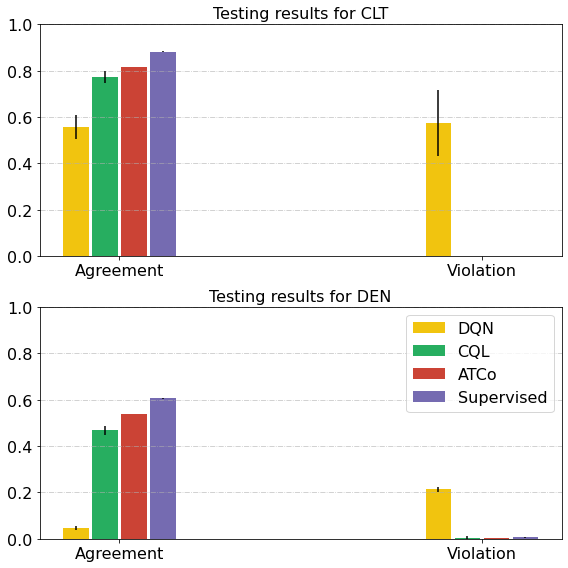 Testing results for CLT
1.0
0.8
0.6
0.4
0.2
0.0
Agreement
Violation
Testing results for DEN
1.0
0.8
0.6
0.4
0.2
0.0
DQN
CQL
ATCo
Supervised
Agreement
Violation